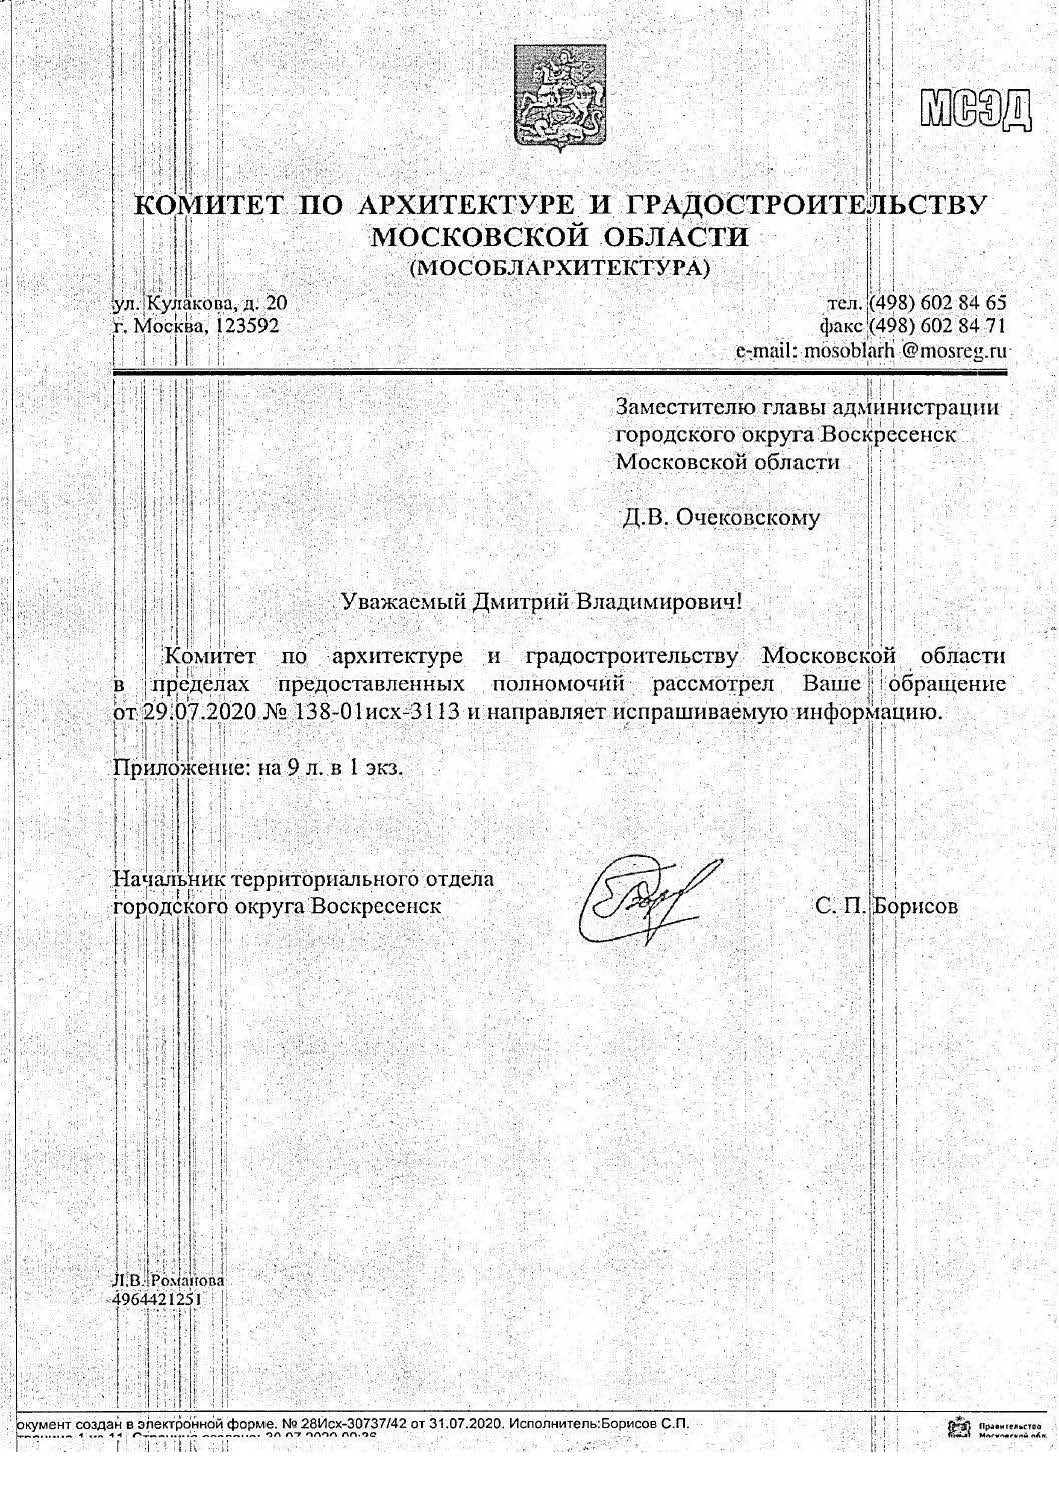 МСЭД
КОМИТЕТ ПО АРХИТЕКТУРЕ И ГРАДОСТРОИТЕЛЬСТВУ
МОСКОВСКОЙ ОБЛАСТИ
(МОСОБЛАРХИТЕКТУРА)
ул. Кулакова, д. 20
г. Москва, 123592
тел. (498) 602 84 65
факс (498) 602 84 71
e-mail: mosoblarh @mosreg.ru
Заместителю главы администрации
городского округа Воскресенск
Московской области
Д.В. Очековскому
Уважаемый Дмитрий Владимирович!
Комитет по архитектуре и градостроительству Московской области
в пределах предоставленных полномочий рассмотрел Ваше обращение
от 29.07.2020 № 138-01исх-3113 и направляет испрашиваемую информацию.
Приложение: на 9 л. в 1 экз.
Начальник территориального отдела
городского округа Воскресенск
С. П. Борисов
Л.В. Романова
4964421251
окумент создан в электронной форме. № 28Исх-30737/42 от 31.07.2020. Исполнитель:Борисов С.П.
Правительство